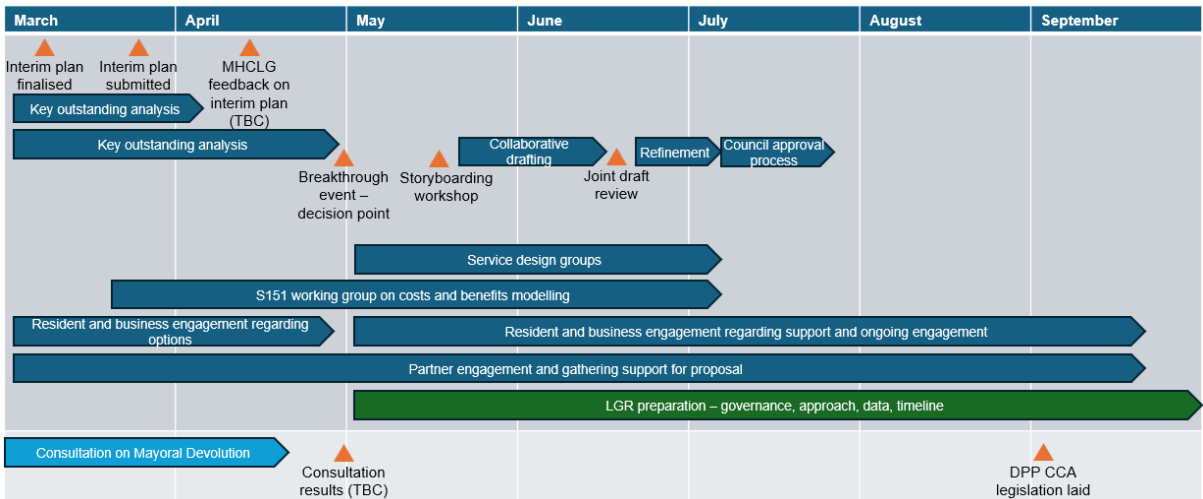 March
April
May
June
July
August
September
Interim plan
finalised
Interim plan
submitted
MHCLG
feedback on
interim plan
(TBC)
Key outstanding analysis
Key outstanding analysis
Breakthrough
event –
decision point
Storyboarding
workshop
Collaborative
drafting
Joint draft
review
Refinement
Council approval
process
Service design groups
S151 working group on costs and benefits modelling
Resident and business engagement regarding
options
Resident and business engagement regarding support and ongoing engagement
Partner engagement and gathering support for proposal
LGR preparation – governance, approach, data, timeline
Consultation on Mayoral Devolution
Consultation
results (TBC)
DPP CCA
legislation laid